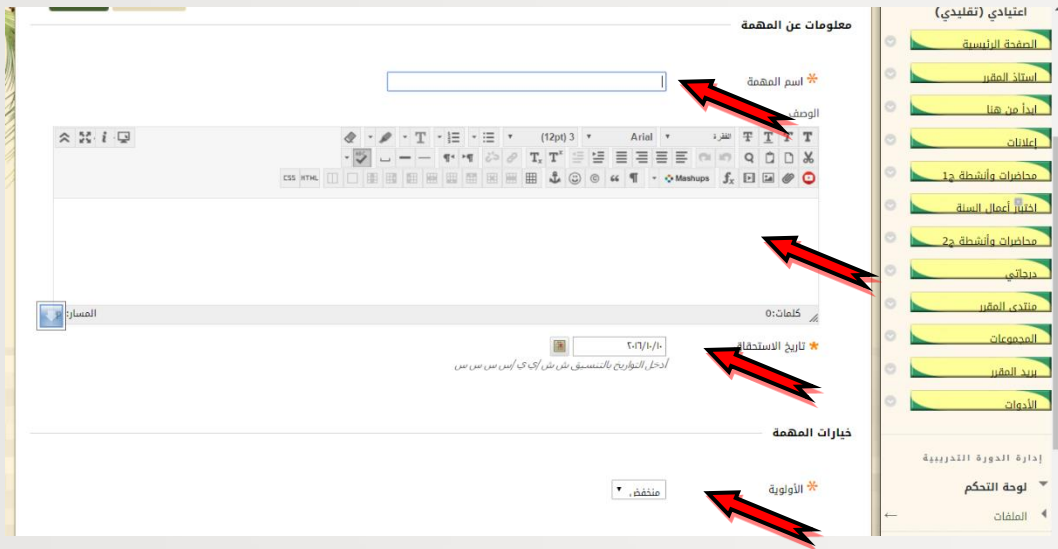 اعتيادي (تقليدي)
الصفحة الرئيسية
استاذ المقرر
ابدأ من هنا
إعلانات
محاضرات وأنشطة ج1
اختبار أعمال السنة
محاضرات وأنشطة ج2
درجاتي
منتدى المقرر
المجموعات
بريد المقرر
الأدوات
إدارة الدورة التدريبية
لوحة التحكم
الملفات
معلومات عن المهمة
اسم المهمة
الوصف
الفقرة Arial 3 (12pt)
Mashups HTML CSS
كلمات:0
المسار: p
تاريخ الاستحقاق
٢٠١٦/١٠/١٠
أدخل التواريخ بالتنسيق ش ش /ي ي /س س س س
خيارات المهمة
الأولوية
منخفض